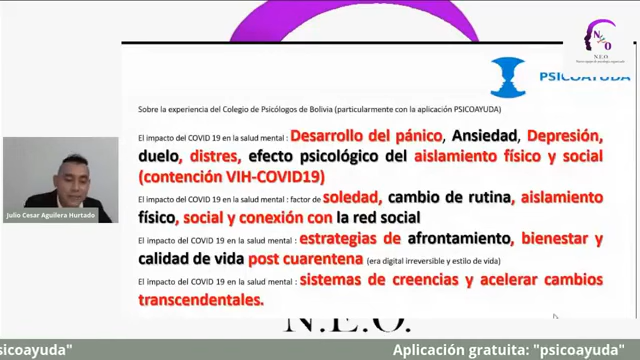 N
E
O
N.E.O.
PSICOAYUDA
Sobre la experiencia del Colegio de Psicólogos de Bolivia (particularmente con la aplicación PSICOAYUDA)
El impacto del COVID 19 en la salud mental : Desarrollo del pánico, Ansiedad, Depresión,
duelo, distres, efecto psicológico del aislamiento físico y social
(contención VIH-COVID19)
El impacto del COVID 19 en la salud mental : factor de soledad, cambio de rutina, aislamiento
físico, social y conexión con la red social
El impacto del COVID 19 en la salud mental : estrategias de afrontamiento, bienestar y
calidad de vida post cuarentena (era digital irreversible y estilo de vida)
El impacto del COVID 19 en la salud mental : sistemas de creencias y acelerar cambios
transcendentales.
Julio Cesar Aguilera Hurtado
N.E.O.
sicoayuda"
Aplicación gratuita: "psicoayuda"